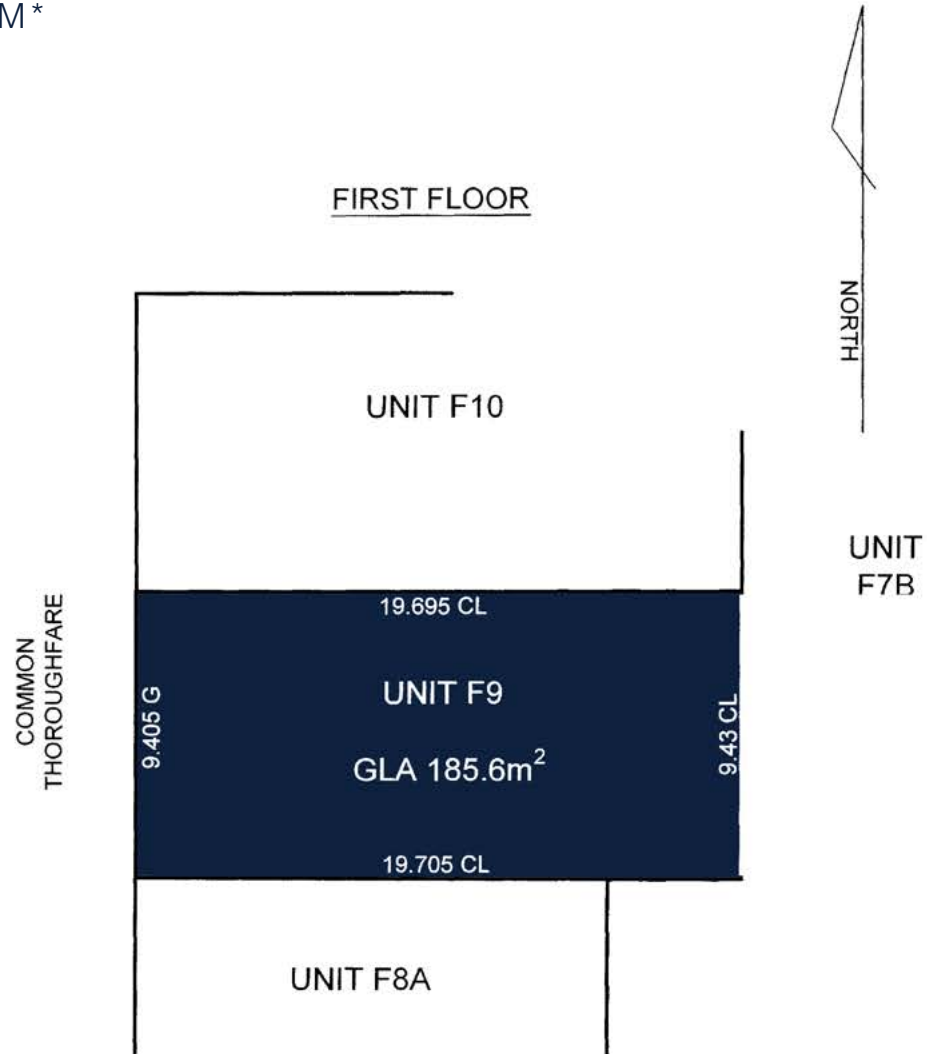 M*
FIRST FLOOR
NORTH
UNIT F10
UNIT
F7B
COMMON
THOROUGHFARE
19.695 CL
9.405 G
UNIT F9
9.43 CL
GLA 185.6m²
19.705 CL
UNIT F8A